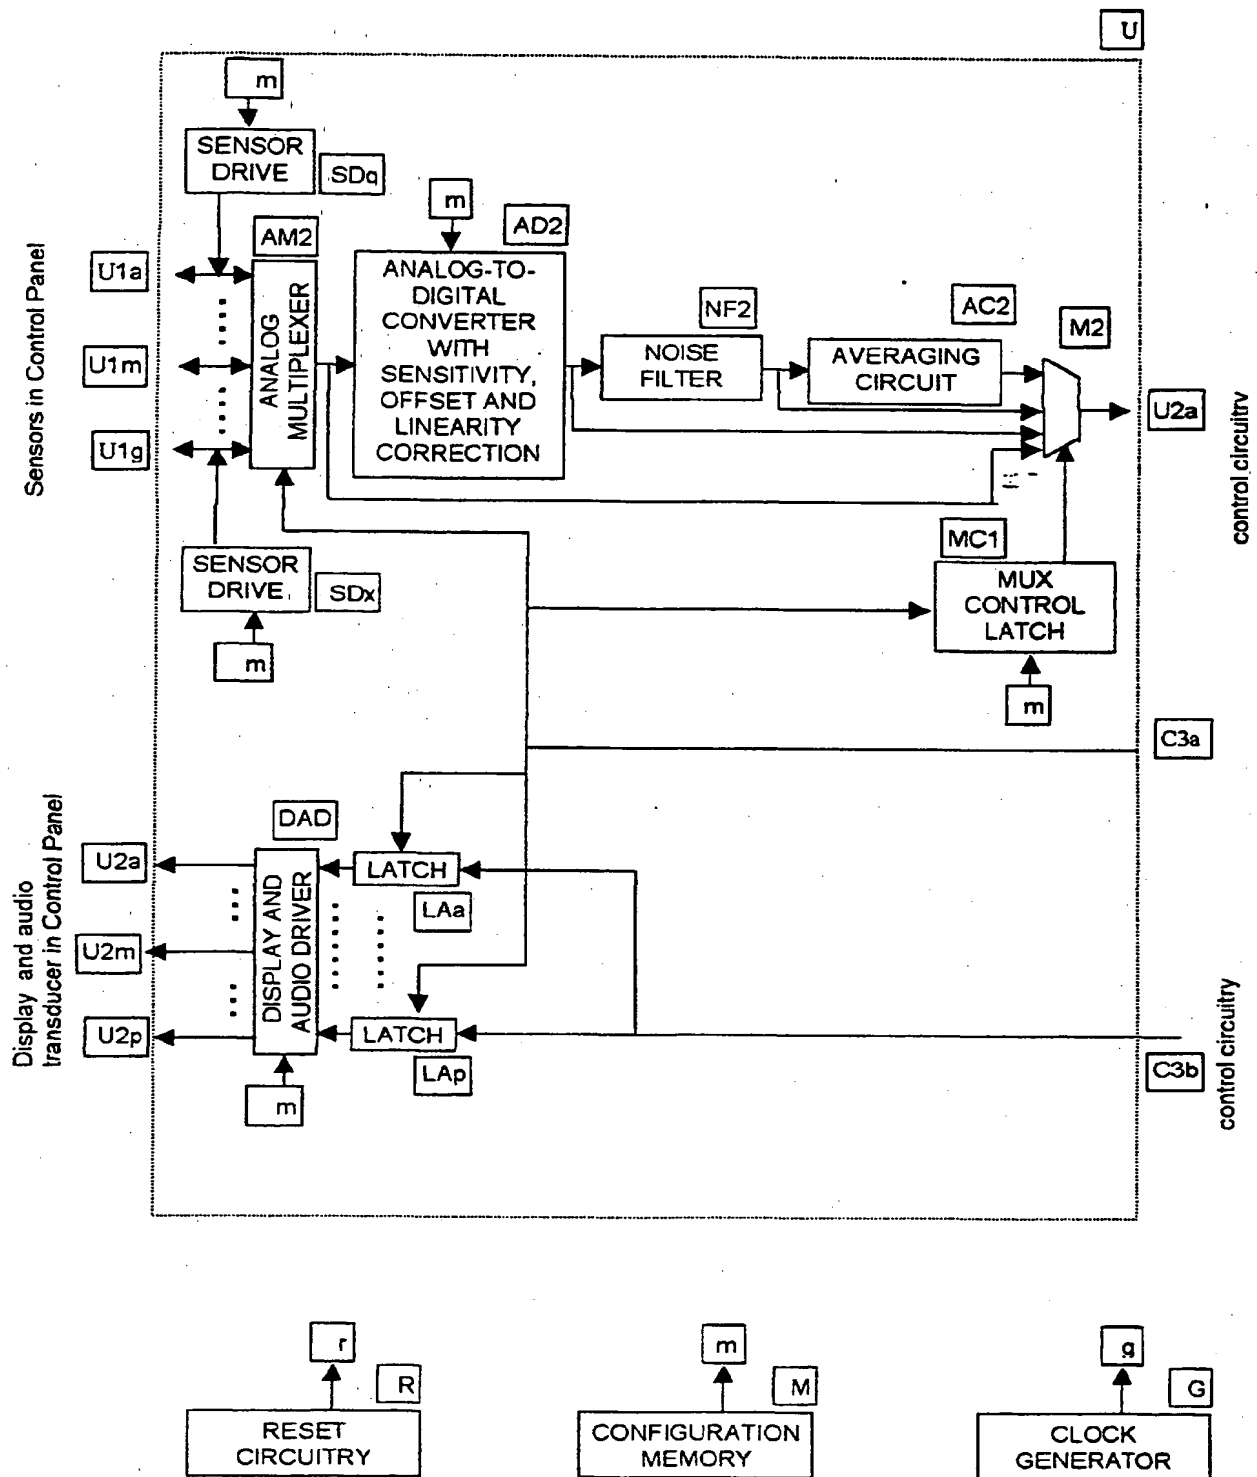 U
m
SENSOR
DRIVE
SDq
m
AD2
AM2
Sensors in Control Panel
U1a
U1m
U1g
ANALOG
MULTIPLEXER
ANALOG-TO-
DIGITAL
CONVERTER
WITH
SENSITIVITY,
OFFSET AND
LINEARITY
CORRECTION
NF2
NOISE
FILTER
AC2
AVERAGING
CIRCUIT
M2
U2a
control circuitry
SENSOR
DRIVE
SDx
m
MC1
MUX
CONTROL
LATCH
m
C3a
Display and audio
transducer in Control Panel
DAD
U2a
U2m
U2p
DISPLAY AND
AUDIO DRIVER
LATCH
LAa
LATCH
LAp
m
C3b
control circuitry
r
R
RESET
CIRCUITRY
m
M
CONFIGURATION
MEMORY
g
G
CLOCK
GENERATOR